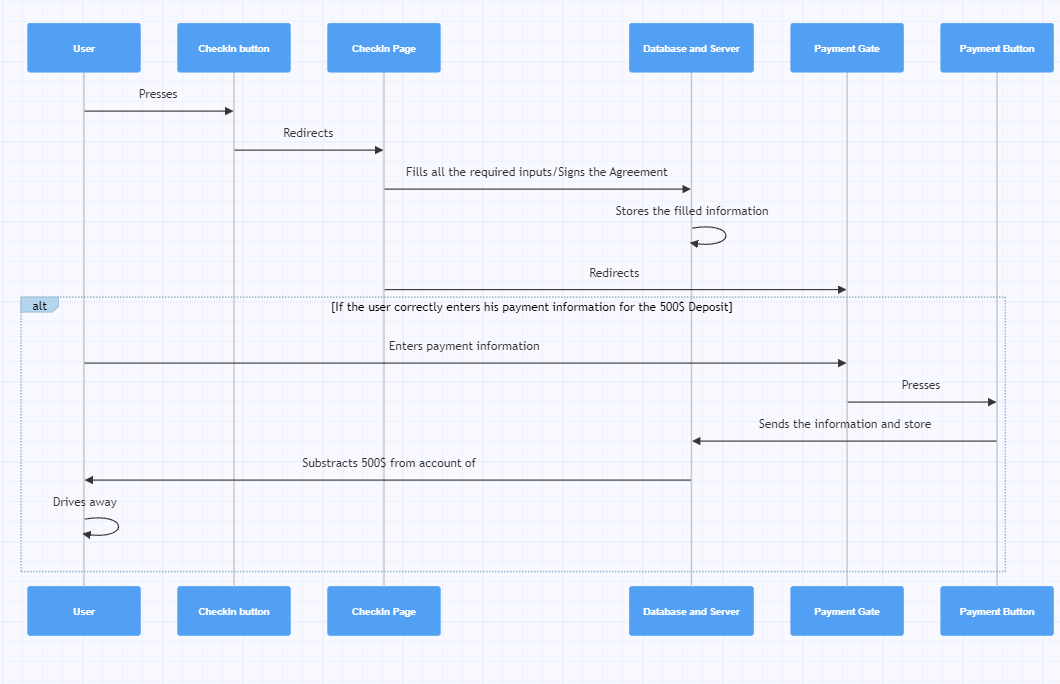 User
CheckIn button
CheckIn Page
Database and Server
Payment Gate
Payment Button
Presses
Redirects
Fills all the required inputs/Signs the Agreement
Stores the filled information
Redirects
alt
[If the user correctly enters his payment information for the 500$ Deposit]
Enters payment information
Presses
Sends the information and store
Substracts 500$ from account of
Drives away
User
CheckIn button
CheckIn Page
Database and Server
Payment Gate
Payment Button